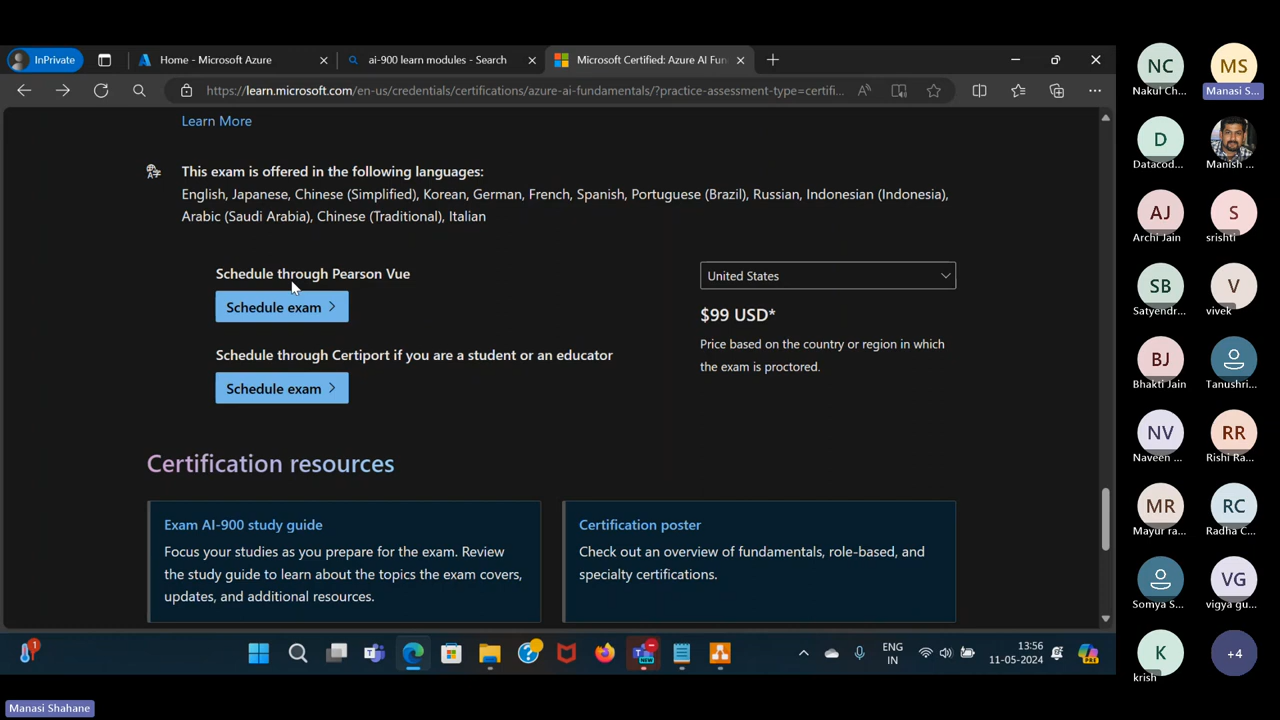 InPrivate
Home - Microsoft Azure
ai-900 learn modules - Search
Microsoft Certified: Azure AI Fun
https://learn.microsoft.com/en-us/credentials/certifications/azure-ai-fundamentals/?practice-assessment-type=certifi...
Learn More
This exam is offered in the following languages:
English, Japanese, Chinese (Simplified), Korean, German, French, Spanish, Portuguese (Brazil), Russian, Indonesian (Indonesia),
Arabic (Saudi Arabia), Chinese (Traditional), Italian
Schedule through Pearson Vue
Schedule exam
Schedule through Certiport if you are a student or an educator
Schedule exam
United States
$99 USD*
Price based on the country or region in which
the exam is proctored.
Certification resources
Exam AI-900 study guide
Focus your studies as you prepare for the exam. Review
the study guide to learn about the topics the exam covers,
updates, and additional resources.
Certification poster
Check out an overview of fundamentals, role-based, and
specialty certifications.
1
NEW
ENG
IN
13:56
11-05-2024
PRE
NC
Nakul Ch...
MS
Manasi S...
D
Datacod...
Manish ...
AJ
Archi Jain
S
srishti
SB
Satyendr...
V
vivek
BJ
Bhakti Jain
Tanushri...
NV
Naveen ...
RR
Rishi Ra...
MR
Mayur ra...
RC
Radha C...
Somya S...
VG
vigya gu...
K
krish
+4
Manasi Shahane